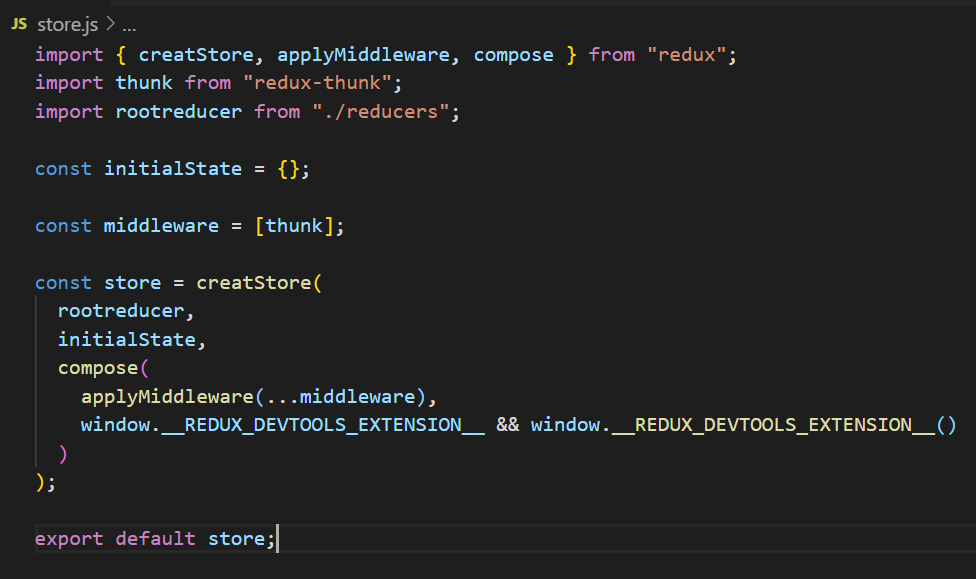 JS store.js > ...
import { creatStore, applyMiddleware, compose } from "redux";
import thunk from "redux-thunk";
import rootreducer from "./reducers";
const initialState = {};
const middleware = [thunk];
const store = creatStore(
rootreducer,
initialState,
compose(
applyMiddleware(...middleware),
window.__REDUX_DEVTOOLS_EXTENSION__ && window.__REDUX_DEVTOOLS_EXTENSION__()
)
);
export default store;